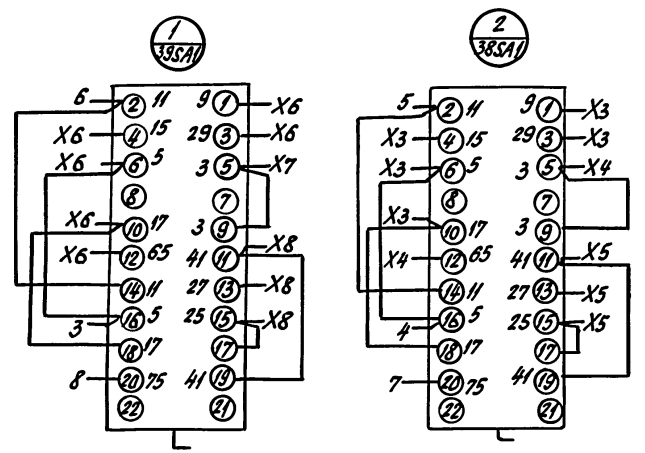 1
39SA1
6 2 11 9 1 X6
X6 4 15 29 3 X6
X6 6 5 3 5 X7
8 7
X6 10 17 3 9
X6 12 65 41 11 X8
14 11 27 13 X8
3 16 5 25 15 X8
18 17 17
8 20 75 41 19
22 21
2
38SA1
5 2 11 9 1 X3
X3 4 15 29 3 X3
X3 6 5 3 5 X4
8 7
X3 10 17 3 9
X4 12 65 41 11 X5
14 11 27 13 X5
4 16 5 25 15 X5
18 17 17
7 20 75 41 19
22 21